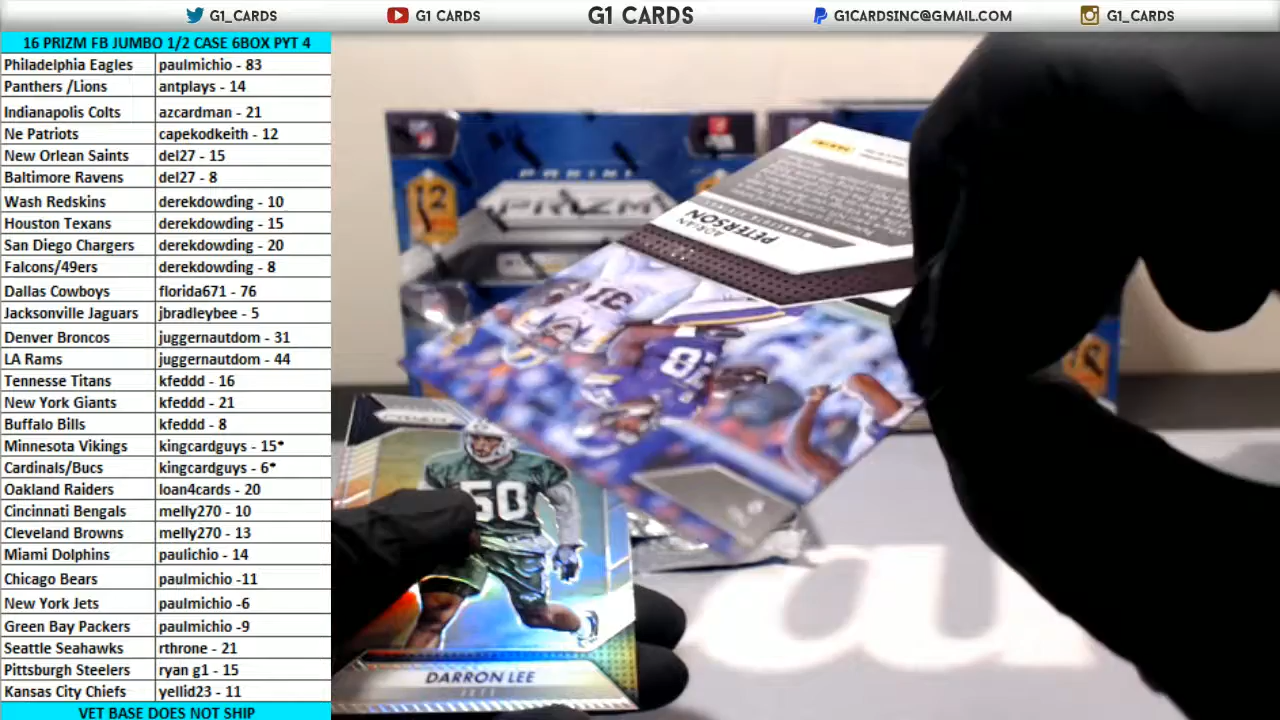 G1_CARDS
G1 CARDS
G1 CARDS
G1CARDSINC@GMAIL.COM
G1_CARDS
16 PRIZM FB JUMBO 1/2 CASE 6BOX PYT 4
Philadelphia Eagles paulmichio - 83
Panthers /Lions antplays - 14
Indianapolis Colts azcardman - 21
Ne Patriots capekodkeith - 12
New Orlean Saints del27 - 15
Baltimore Ravens del27 - 8
Wash Redskins derekdowding - 10
Houston Texans derekdowding - 15
San Diego Chargers derekdowding - 20
Falcons/49ers derekdowding - 8
Dallas Cowboys florida671 - 76
Jacksonville Jaguars jbradleybee - 5
Denver Broncos juggernautdom - 31
LA Rams juggernautdom - 44
Tennesse Titans kfeddd - 16
New York Giants kfeddd - 21
Buffalo Bills kfeddd - 8
Minnesota Vikings kingcardguys - 15*
Cardinals/Bucs kingcardguys - 6*
Oakland Raiders loan4cards - 20
Cincinnati Bengals melly270 - 10
Cleveland Browns melly270 - 13
Miami Dolphins paulichio - 14
Chicago Bears paulmichio -11
New York Jets paulmichio -6
Green Bay Packers paulmichio -9
Seattle Seahawks rthrone - 21
Pittsburgh Steelers ryan g1 - 15
Kansas City Chiefs yellid23 - 11
VET BASE DOES NOT SHIP
PANINI
PRIZM
12
ADRIAN
PETERSON
50
DARRON LEE
JETS